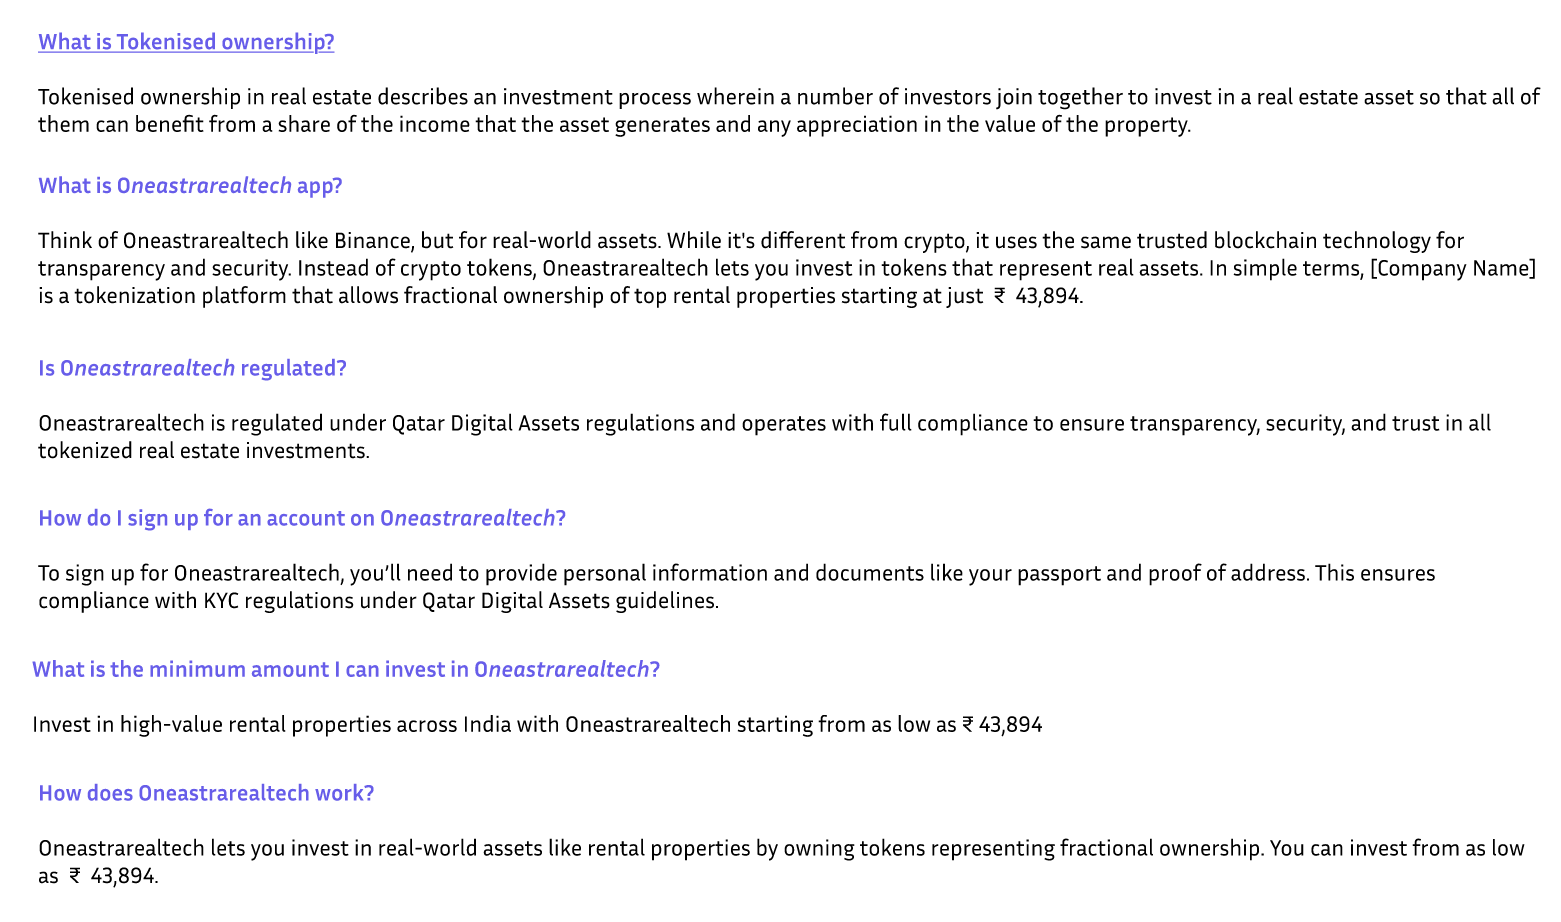 What is Tokenised ownership?
Tokenised ownership in real estate describes an investment process wherein a number of investors join together to invest in a real estate asset so that all of
them can benefit from a share of the income that the asset generates and any appreciation in the value of the property.
What is Oneastrarealtech app?
Think of Oneastrarealtech like Binance, but for real-world assets. While it's different from crypto, it uses the same trusted blockchain technology for
transparency and security. Instead of crypto tokens, Oneastrarealtech lets you invest in tokens that represent real assets. In simple terms, [Company Name]
is a tokenization platform that allows fractional ownership of top rental properties starting at just ₹ 43,894.
Is Oneastrarealtech regulated?
Oneastrarealtech is regulated under Qatar Digital Assets regulations and operates with full compliance to ensure transparency, security, and trust in all
tokenized real estate investments.
How do I sign up for an account on Oneastrarealtech?
To sign up for Oneastrarealtech, you’ll need to provide personal information and documents like your passport and proof of address. This ensures
compliance with KYC regulations under Qatar Digital Assets guidelines.
What is the minimum amount I can invest in Oneastrarealtech?
Invest in high-value rental properties across India with Oneastrarealtech starting from as low as ₹ 43,894
How does Oneastrarealtech work?
Oneastrarealtech lets you invest in real-world assets like rental properties by owning tokens representing fractional ownership. You can invest from as low
as ₹ 43,894.